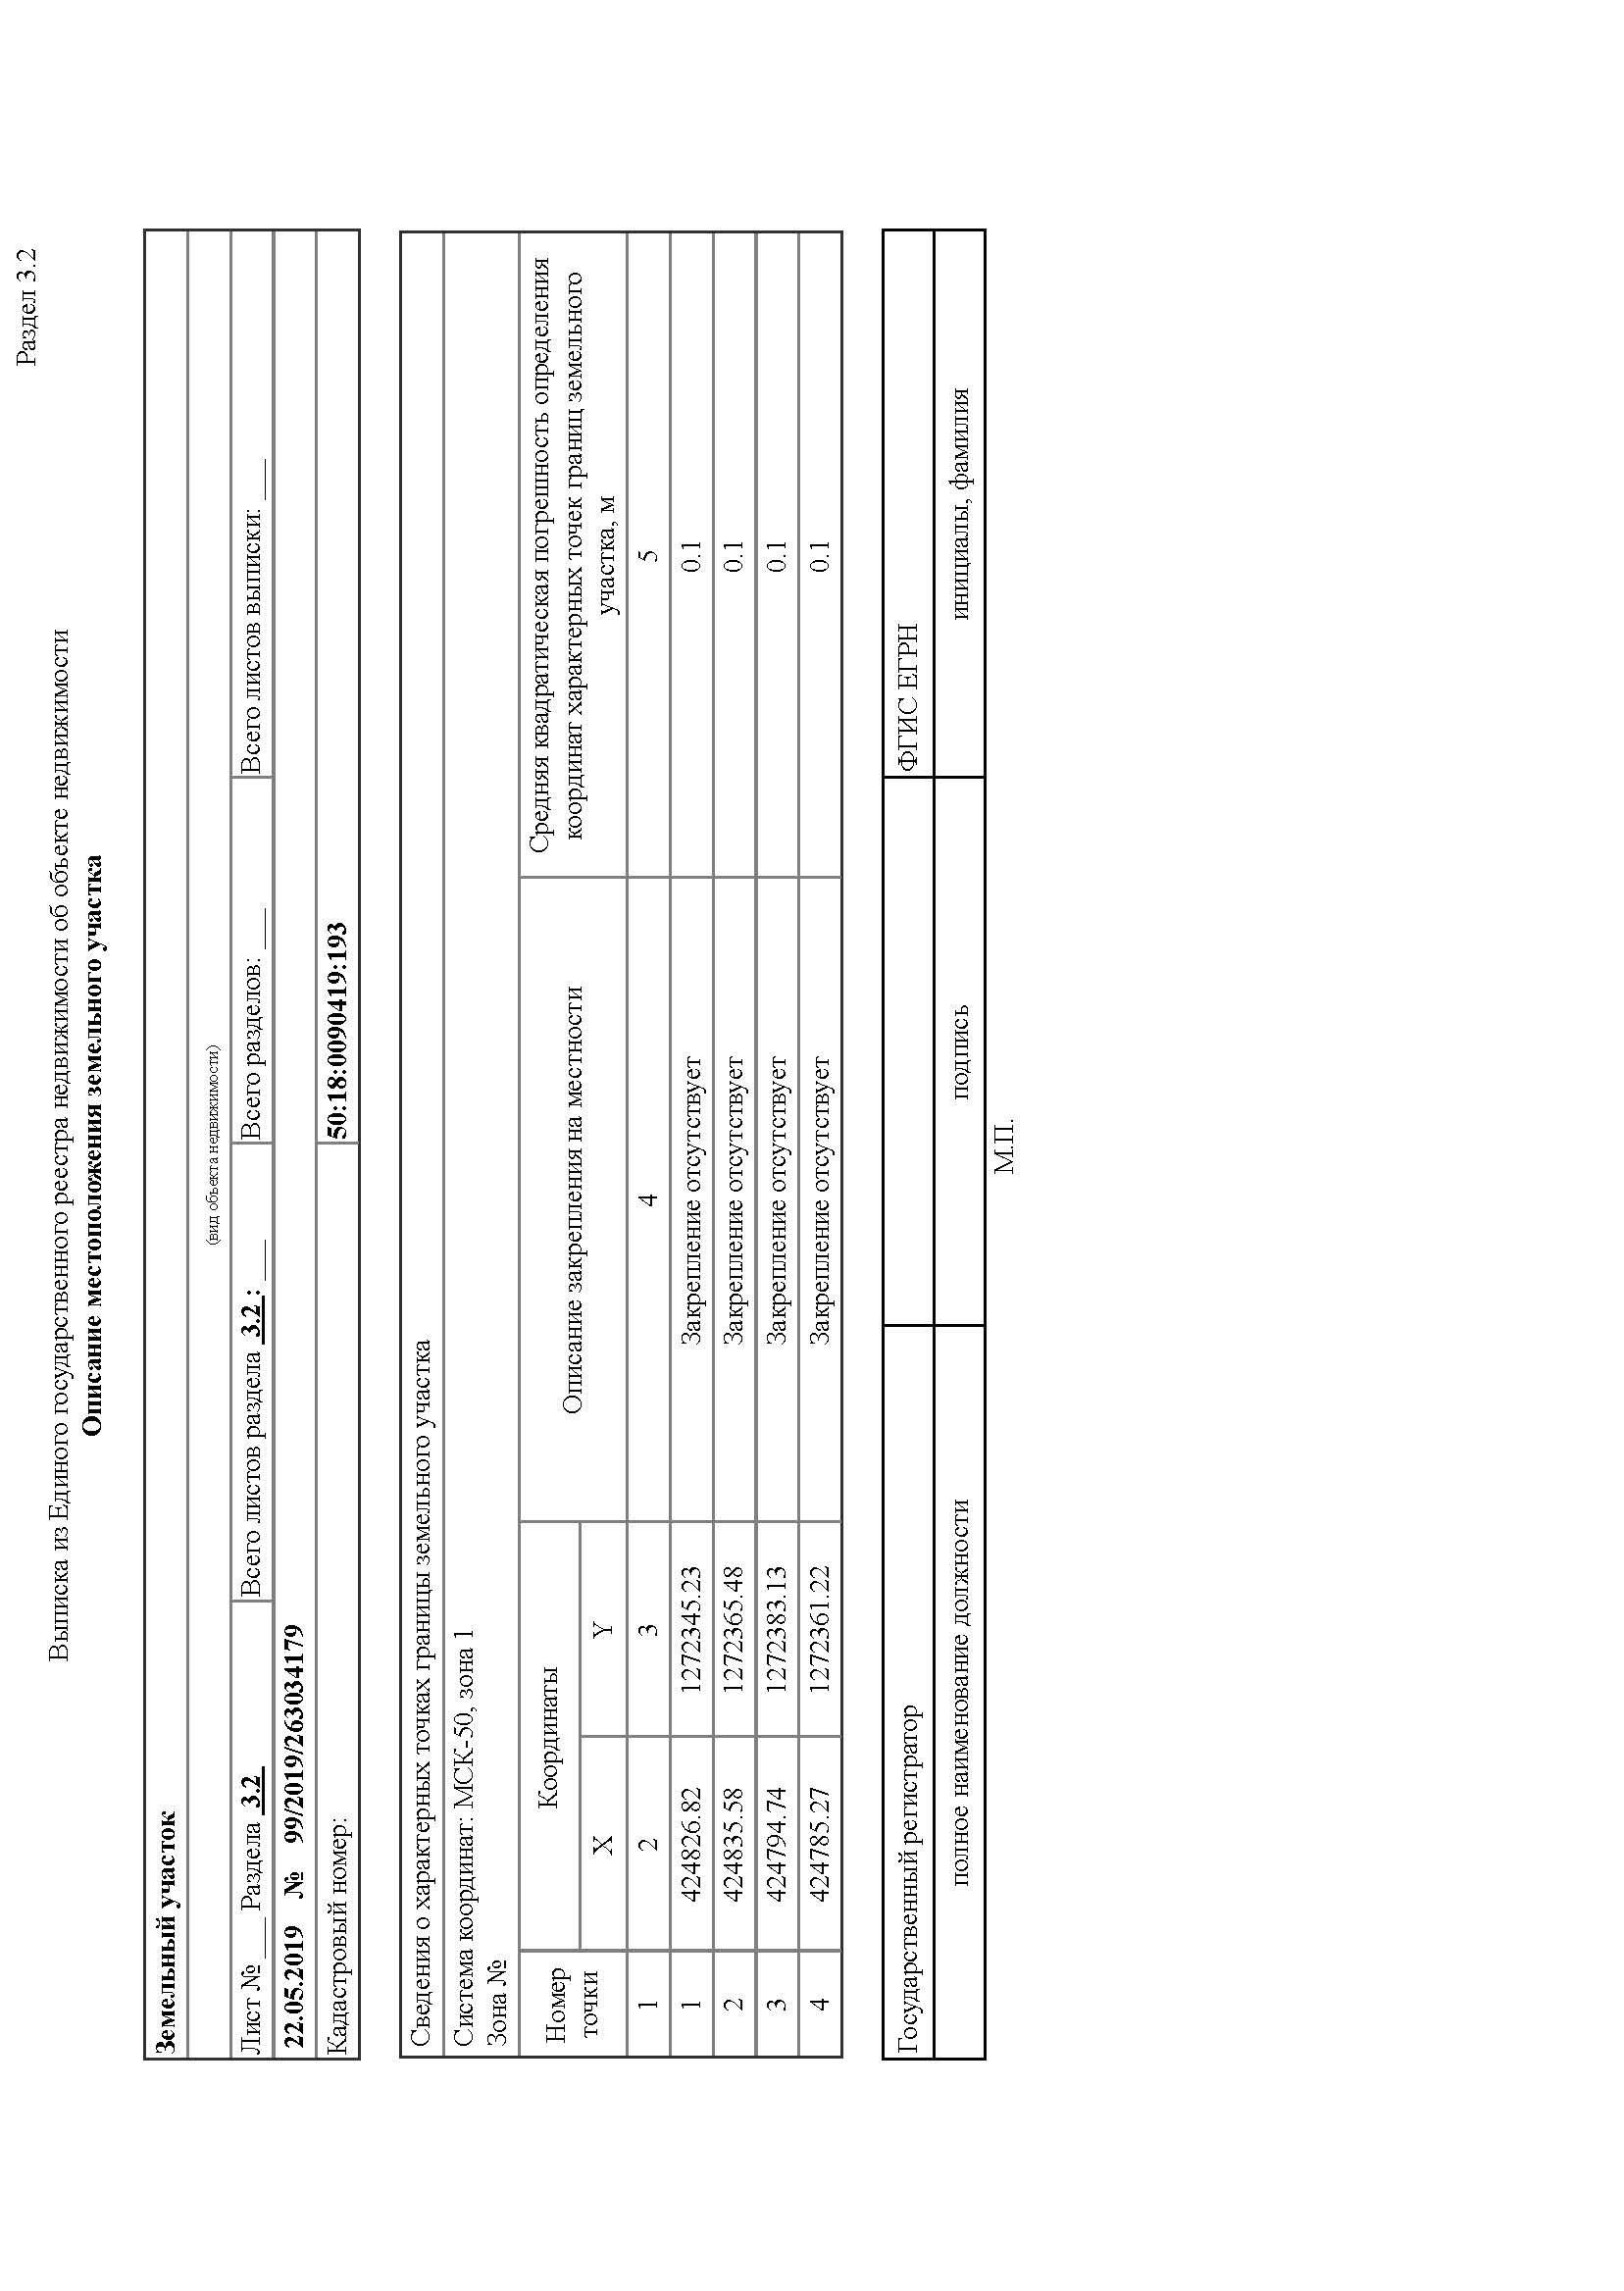 Раздел 3.2
Выписка из Единого государственного реестра недвижимости об объекте недвижимости
Описание местоположения земельного участка
Земельный участок
(вид объекта недвижимости)
Лист № ___ Раздела 3.2 Всего листов раздела 3.2 : ___ Всего разделов: ___ Всего листов выписки: ___
22.05.2019 № 99/2019/263034179
Кадастровый номер: 50:18:0090419:193
Сведения о характерных точках границы земельного участка
Система координат: МСК-50, зона 1
Зона №
Номер точки Координаты Описание закрепления на местности Средняя квадратическая погрешность определения
координат характерных точек границ земельного
участка, м
X Y
1 2 3 4 5
1 424826.82 1272345.23 Закрепление отсутствует 0.1
2 424835.58 1272365.48 Закрепление отсутствует 0.1
3 424794.74 1272383.13 Закрепление отсутствует 0.1
4 424785.27 1272361.22 Закрепление отсутствует 0.1
Государственный регистратор ФГИС ЕГРН
полное наименование должности подпись инициалы, фамилия
М.П.